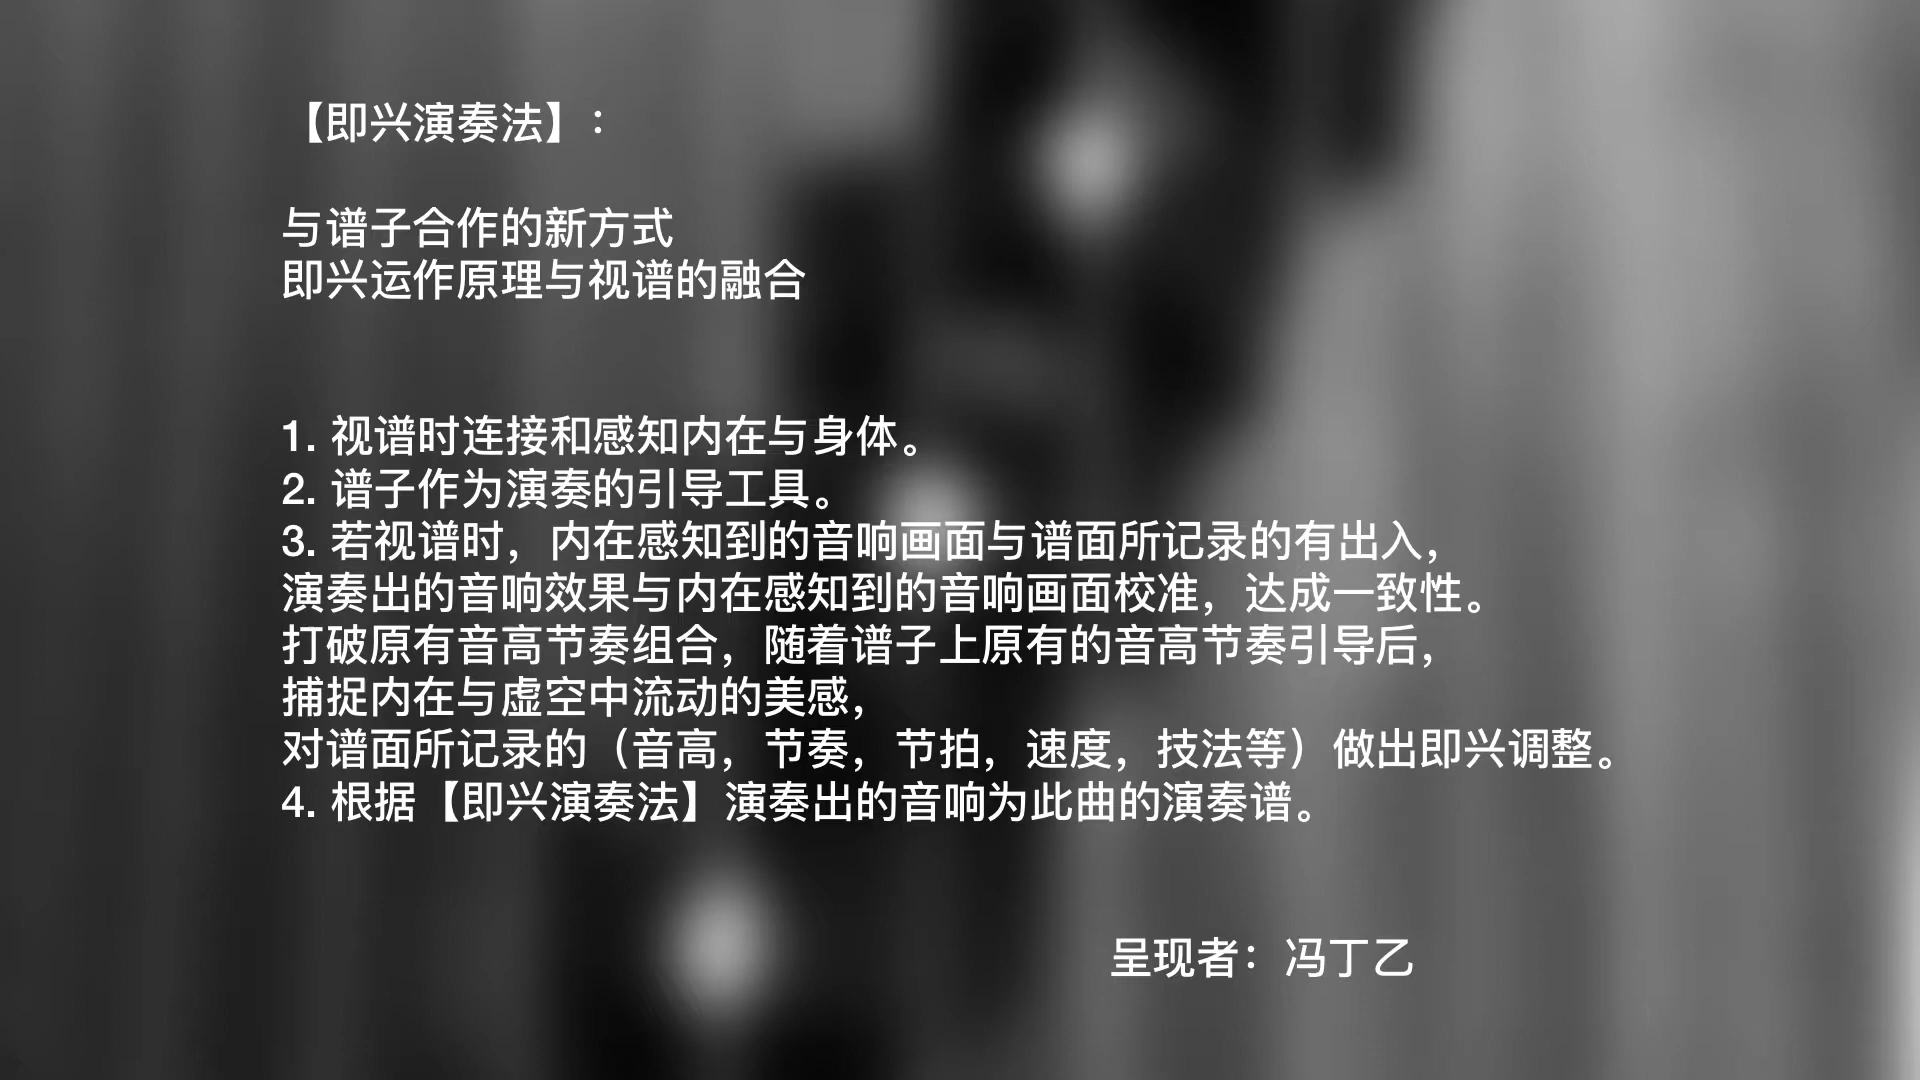 【即兴演奏法】：
与谱子合作的新方式
即兴运作原理与视谱的融合
1. 视谱时连接和感知内在与身体。
2. 谱子作为演奏的引导工具。
3. 若视谱时，内在感知到的音响画面与谱面所记录的有出入，
演奏出的音响效果与内在感知到的音响画面校准，达成一致性。
打破原有音高节奏组合，随着谱子上原有的音高节奏引导后，
捕捉内在与虚空中流动的美感，
对谱面所记录的（音高，节奏，节拍，速度，技法等）做出即兴调整。
4. 根据【即兴演奏法】演奏出的音响为此曲的演奏谱。
呈现者：冯丁乙